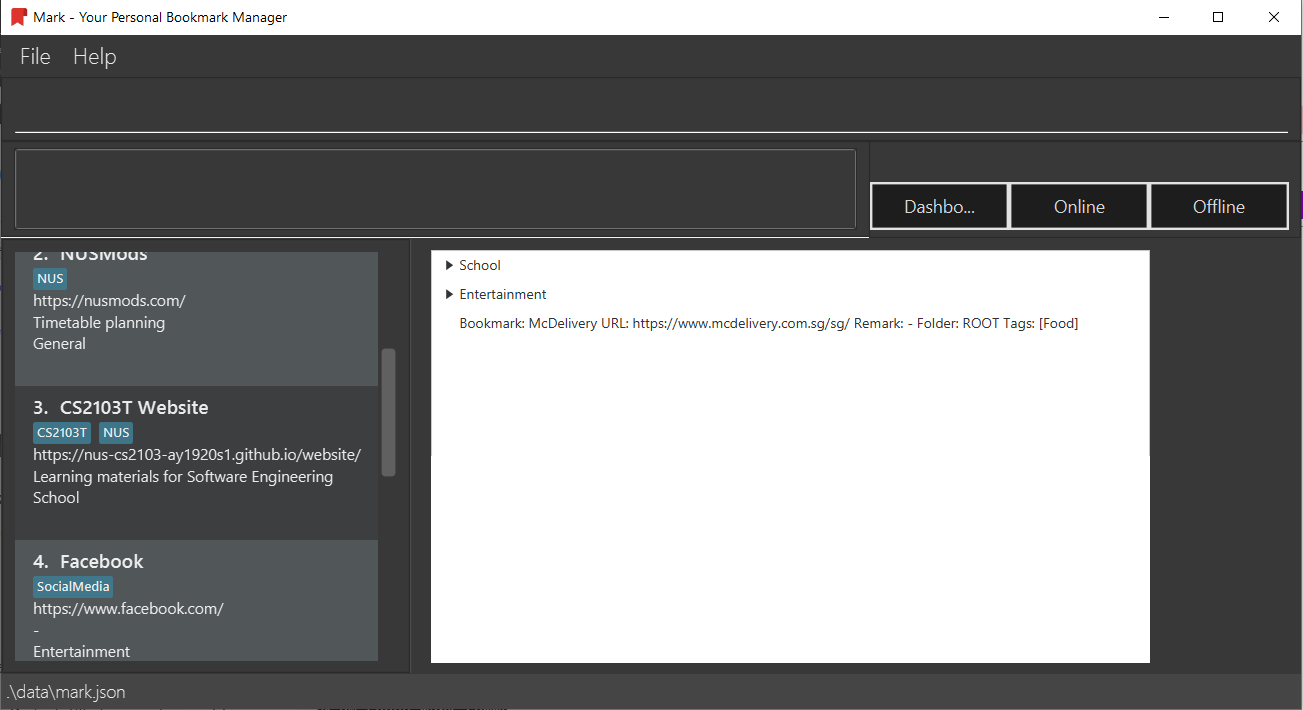 Mark - Your Personal Bookmark Manager
File Help
Dashbo... Online Offline
2. NUSMods
NUS
https://nusmods.com/
Timetable planning
General
3. CS2103T Website
CS2103T NUS
https://nus-cs2103-ay1920s1.github.io/website/
Learning materials for Software Engineering
School
4. Facebook
SocialMedia
https://www.facebook.com/
-
Entertainment
School
Entertainment
Bookmark: McDelivery URL: https://www.mcdelivery.com.sg/sg/ Remark: - Folder: ROOT Tags: [Food]
.\data\mark.json